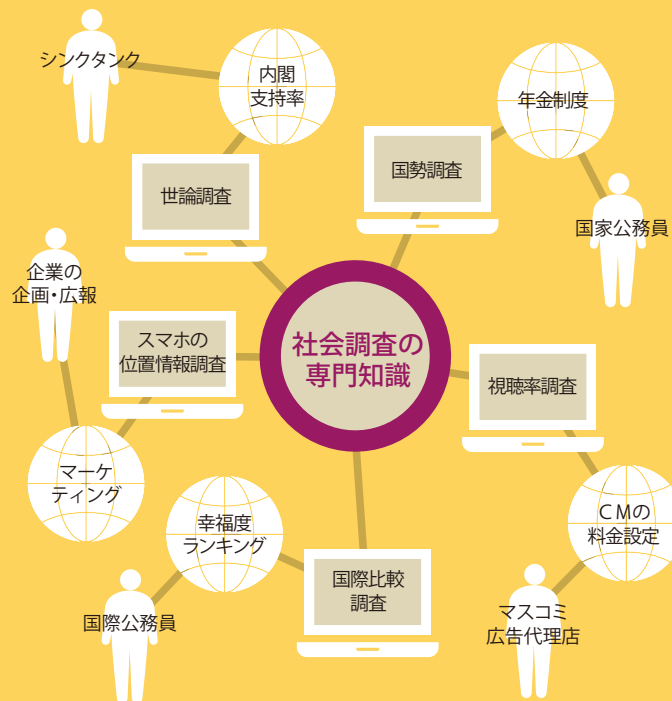 シンクタンク
内閣
支持率
世論調査
国勢調査
年金制度
国家公務員
企業の
企画・広報
スマホの
位置情報調査
マーケ
ティング
社会調査の
専門知識
視聴率調査
CMの
料金設定
マスコミ
広告代理店
幸福度
ランキング
国際公務員
国際比較
調査